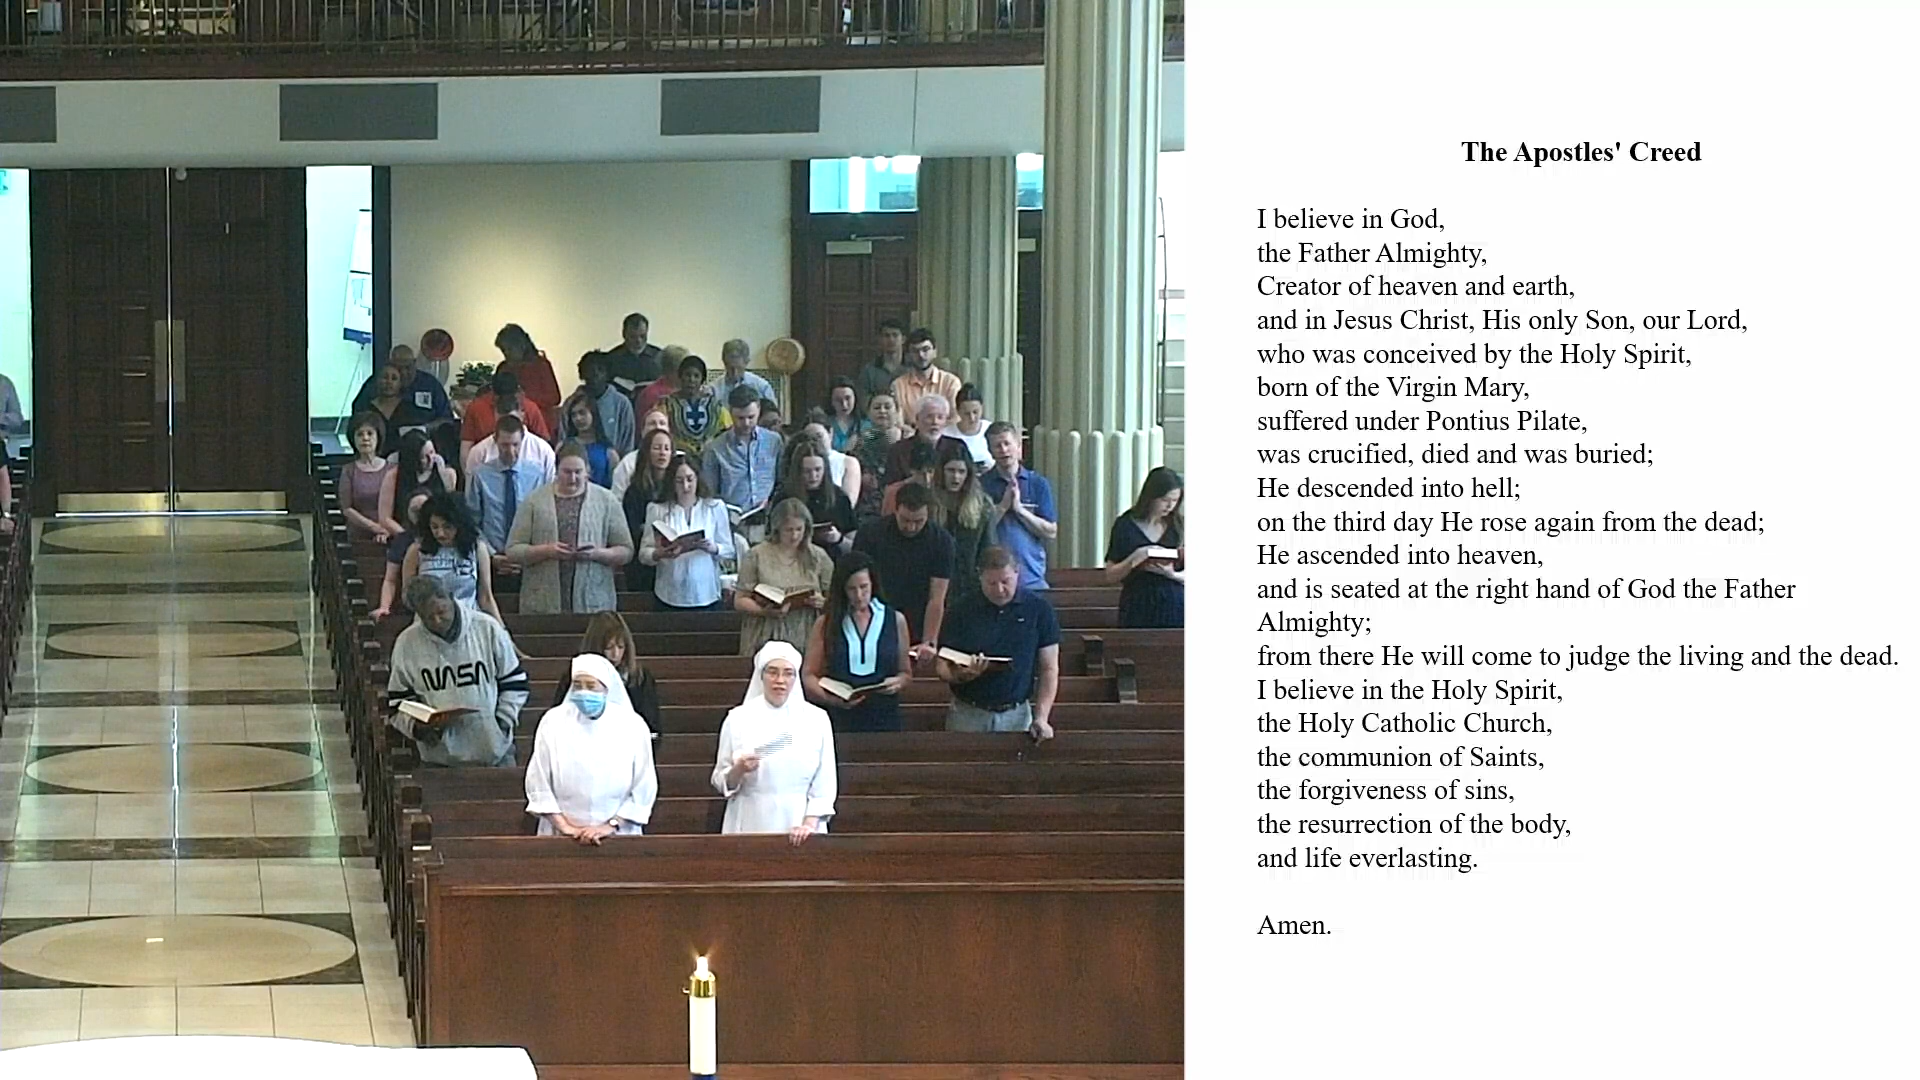 The Apostles' Creed
I believe in God,
the Father Almighty,
Creator of heaven and earth,
and in Jesus Christ, His only Son, our Lord,
who was conceived by the Holy Spirit,
born of the Virgin Mary,
suffered under Pontius Pilate,
was crucified, died and was buried;
He descended into hell;
on the third day He rose again from the dead;
He ascended into heaven,
and is seated at the right hand of God the Father
Almighty;
from there He will come to judge the living and the dead.
I believe in the Holy Spirit,
the Holy Catholic Church,
the communion of Saints,
the forgiveness of sins,
the resurrection of the body,
and life everlasting.
Amen.
NASA